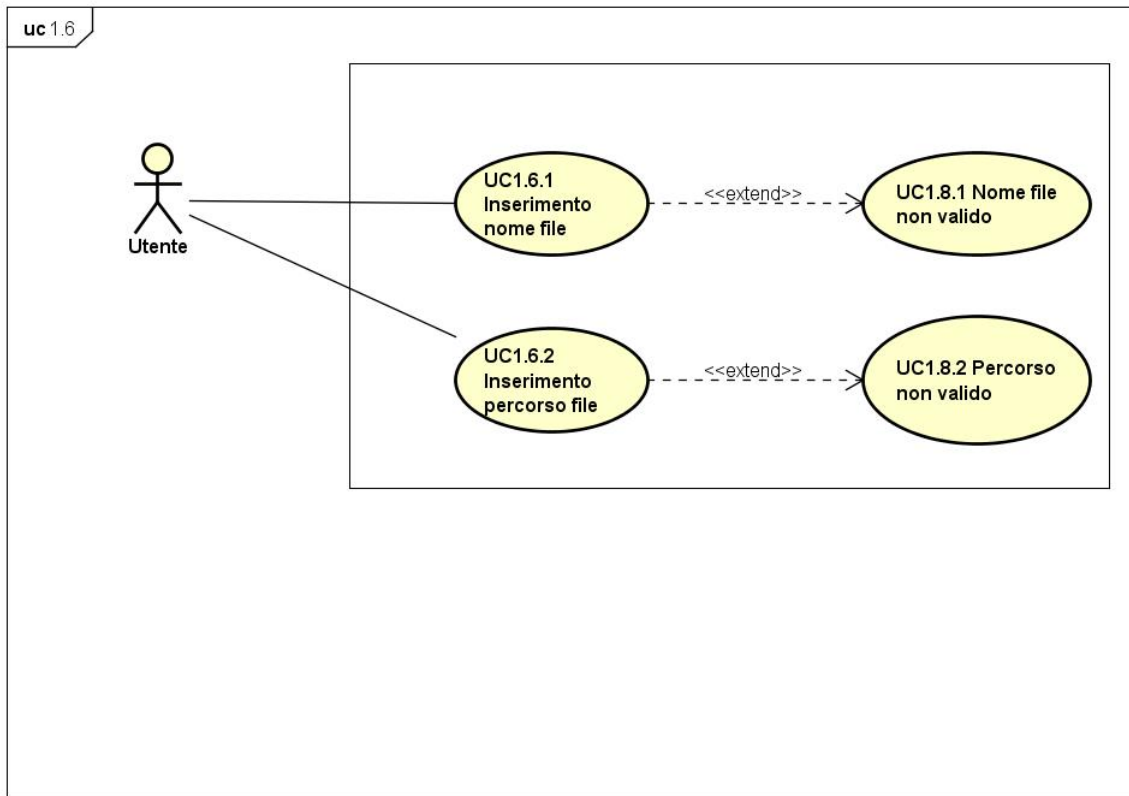 uc 1.6
UC1.6.1
Inserimento
nome file
<<extend>>
UC1.8.1 Nome file
non valido
Utente
UC1.6.2
Inserimento
percorso file
<<extend>>
UC1.8.2 Percorso
non valido